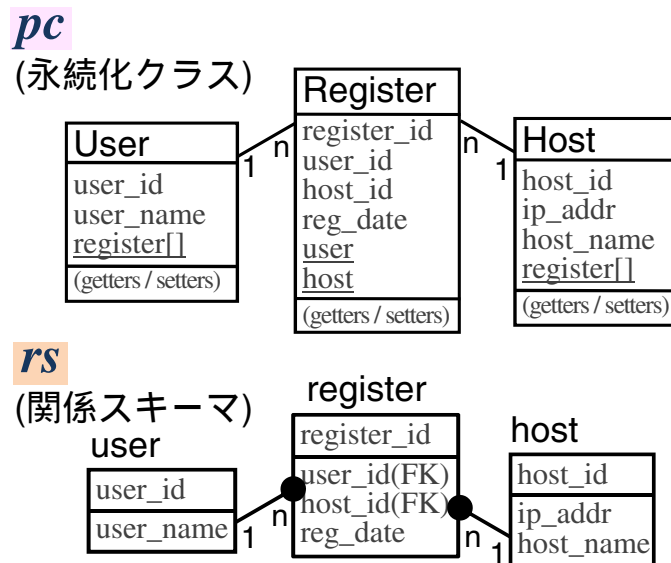 pc
(永続化クラス)
User
user_id
user_name
register[]
(getters / setters)
1
n
Register
register_id
user_id
host_id
reg_date
user
host
(getters / setters)
n
1
Host
host_id
ip_addr
host_name
register[]
(getters / setters)
rs
(関係スキーマ)
user
user_id
user_name
1
n
register
register_id
user_id(FK)
host_id(FK)
reg_date
n
1
host
host_id
ip_addr
host_name